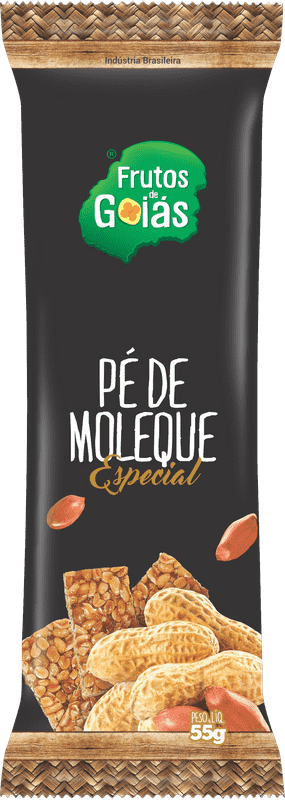 Indústria Brasileira
®
Frutos
de
Goiás
PÉ DE
MOLEQUE
Especial
PESO LÍQ.
55g